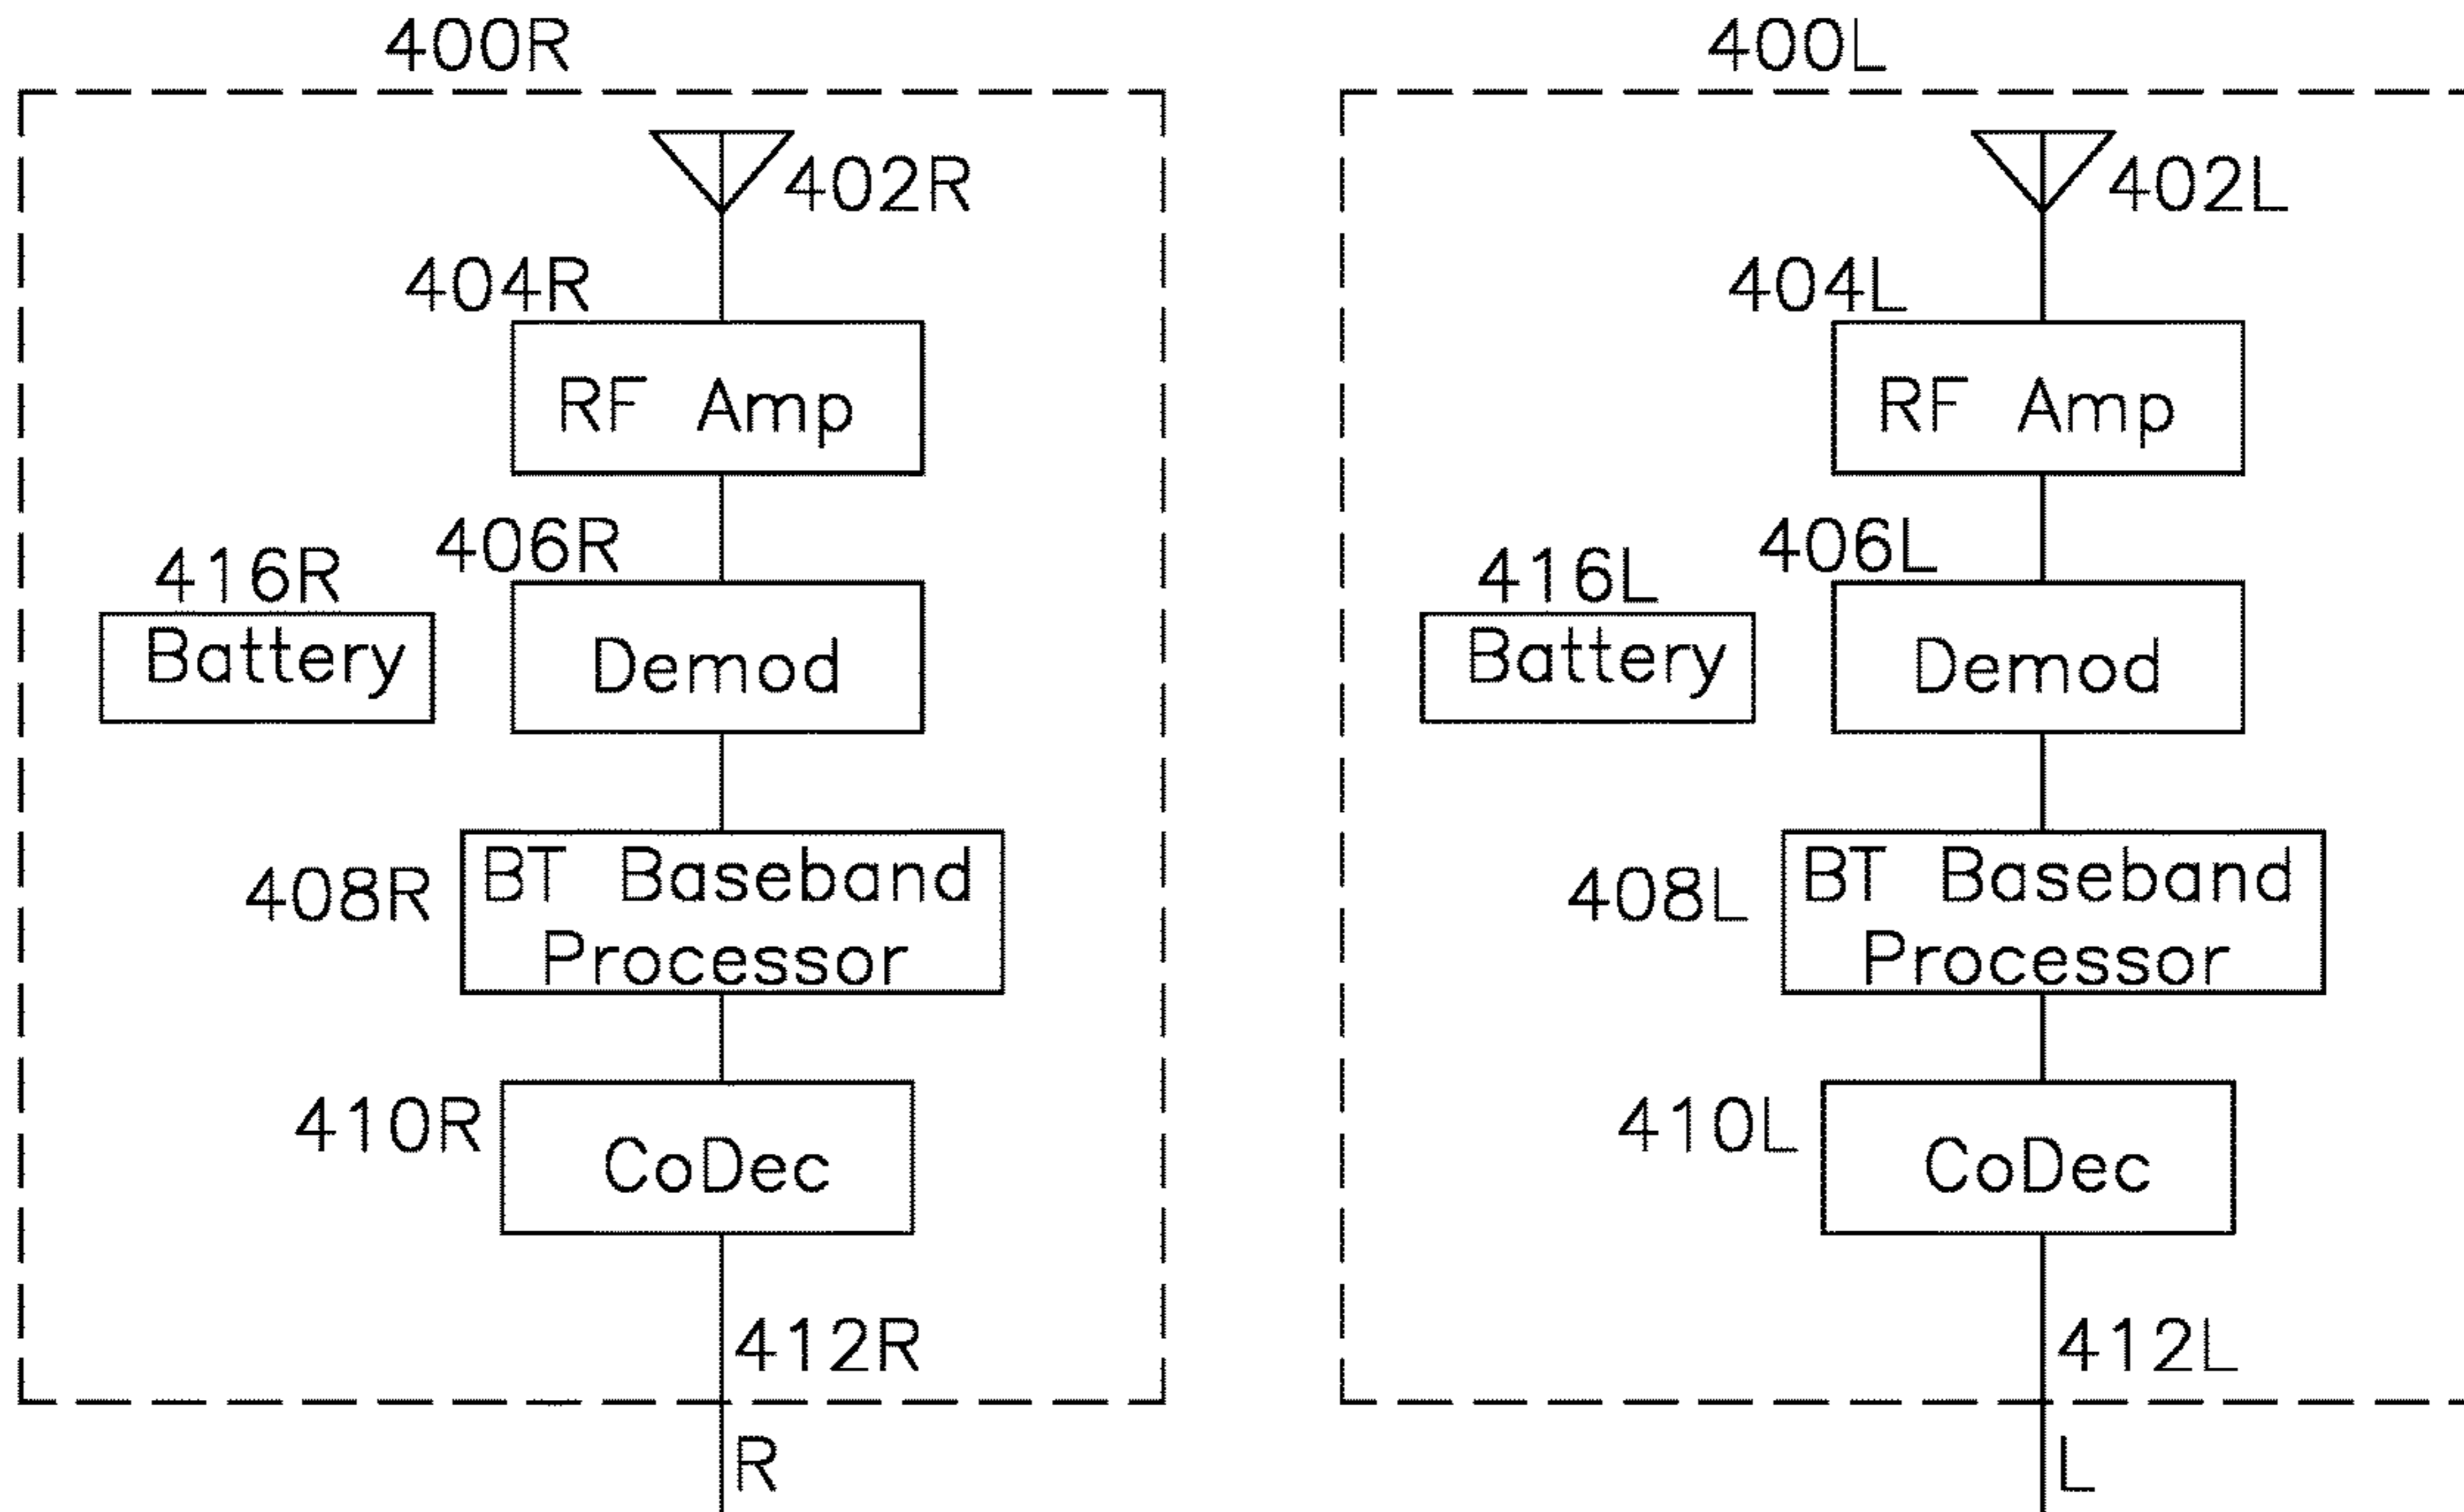 400R
402R
404R
RF Amp
406R
416R
Battery
Demod
408R
BT Baseband
Processor
410R
CoDec
412R
R
400L
402L
404L
RF Amp
406L
416L
Battery
Demod
408L
BT Baseband
Processor
410L
CoDec
412L
L